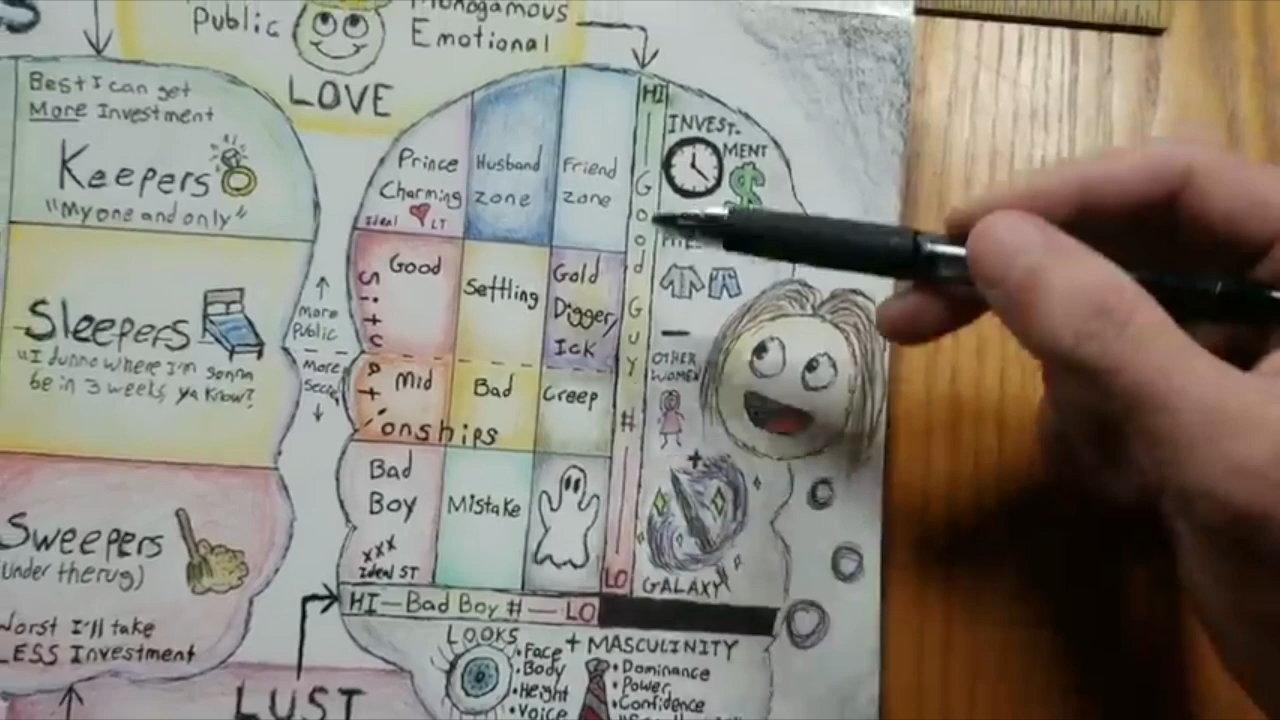 Public
Monogamous
Emotional
LOVE
Best I can get
More Investment
Keepers
"My one and only"
Sleepers
"I dunno where I'm gonna
be in 3 weeks, ya know?
Sweepers
(under the rug)
Worst I'll take
LESS Investment
More
Public
More
Secret
Prince
Charming
Ideal LT
Husband
zone
Friend
zone
Good
Settling
Gold
Digger/
Ick
Mid
Bad
Creep
Situationships
Bad
Boy
xxx
Ideal ST
Mistake
HI
Good Guy #
LO
INVEST-
MENT
$
OTHER
WOMEN
+
GALAXY
HI — Bad Boy # — LO
LOOKS
• Face
• Body
• Height
• Voice
+ MASCULINITY
• Dominance
• Power
• Confidence
LUST